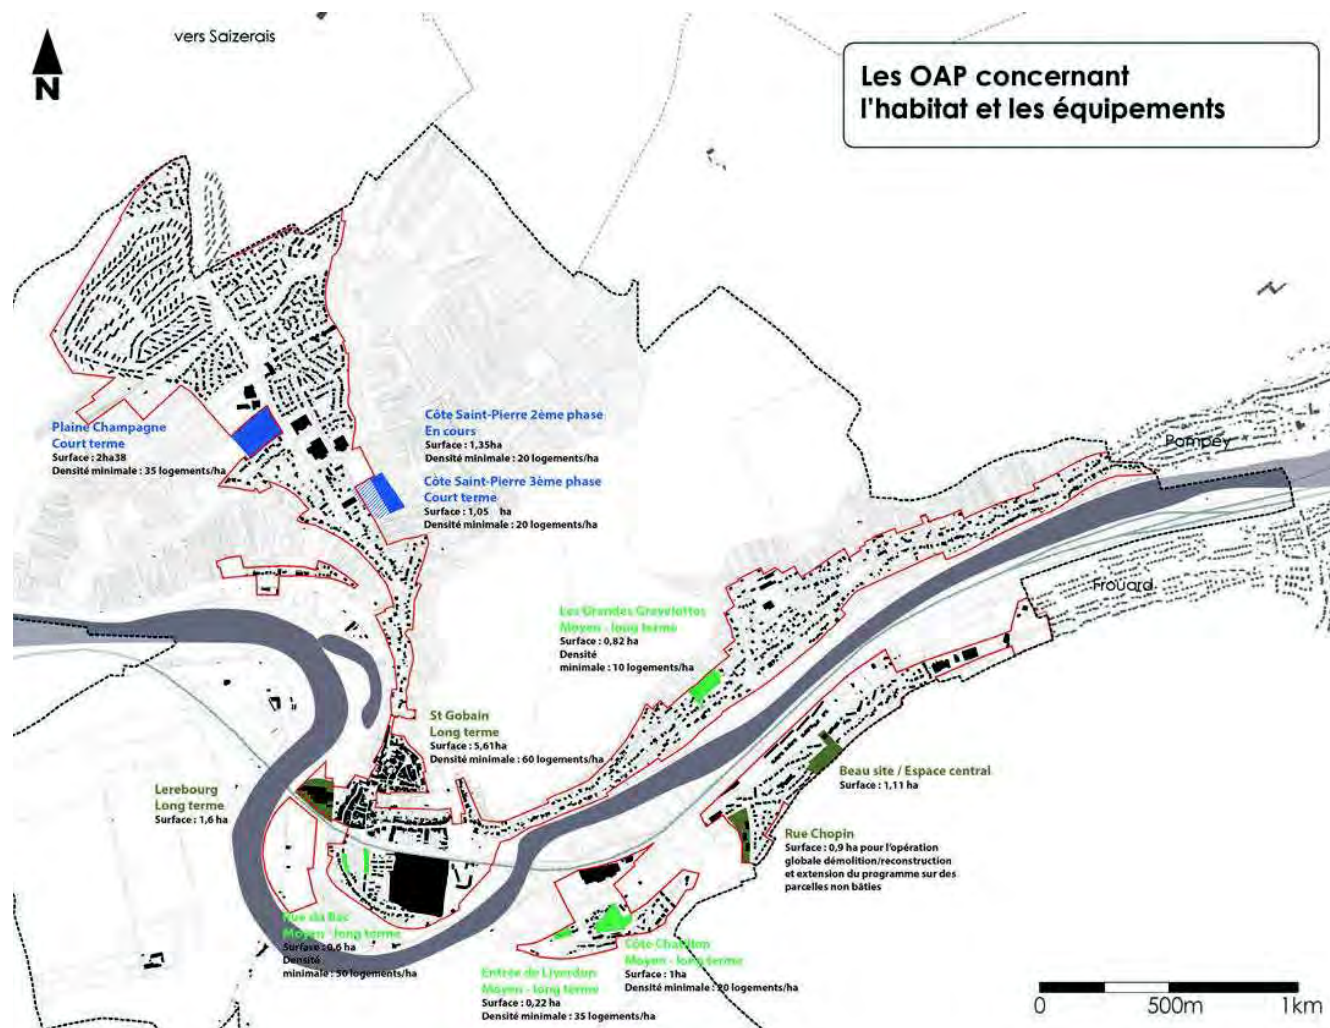 vers Saizerais
N
Les OAP concernant
l'habitat et les équipements
Plaine Champagne
Court terme
Surface : 2ha38
Densité minimale : 35 logements/ha
Côte Saint-Pierre 2ème phase
En cours
Surface : 1,35ha
Densité minimale : 20 logements/ha
Côte Saint-Pierre 3ème phase
Court terme
Surface : 1,05 ha
Densité minimale : 20 logements/ha
Pompey
Frouard
Les Grandes Gravelottes
Moyen - long terme
Surface : 0,82 ha
Densité
minimale : 10 logements/ha
St Gobain
Long terme
Surface : 5,61ha
Densité minimale : 60 logements/ha
Lerebourg
Long terme
Surface : 1,6 ha
Beau site / Espace central
Surface : 1,11 ha
Rue Chopin
Surface : 0,9 ha pour l'opération
globale démolition/reconstruction
et extension du programme sur des
parcelles non bâties
Rue du Bac
Moyen - long terme
Surface : 0,6 ha
Densité
minimale : 50 logements/ha
Entrée de Liverdun
Moyen - long terme
Surface : 0,22 ha
Densité minimale : 35 logements/ha
Côte Chatillon
Moyen - long terme
Surface : 1ha
Densité minimale : 20 logements/ha
0 500m 1km